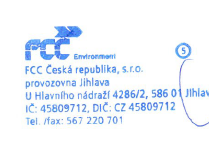 FCC Environment
5
FCC Česká republika, s.r.o.
provozovna Jihlava
U Hlavního nádraží 4286/2, 586 01 Jihlav
IČ: 45809712, DIČ: CZ 45809712
Tel. /fax: 567 220 701